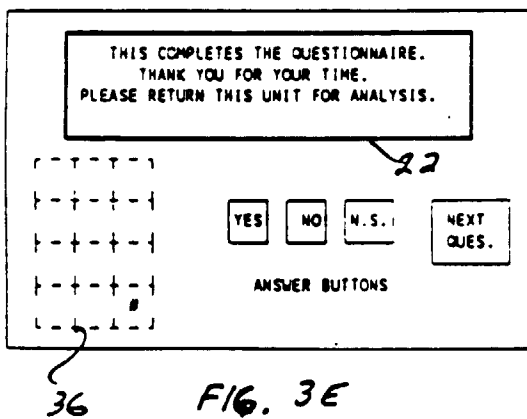 THIS COMPLETES THE QUESTIONNAIRE.
THANK YOU FOR YOUR TIME.
PLEASE RETURN THIS UNIT FOR ANALYSIS.
22
YES NO N.S. NEXT
QUES.
ANSWER BUTTONS
#
36
FIG. 3E